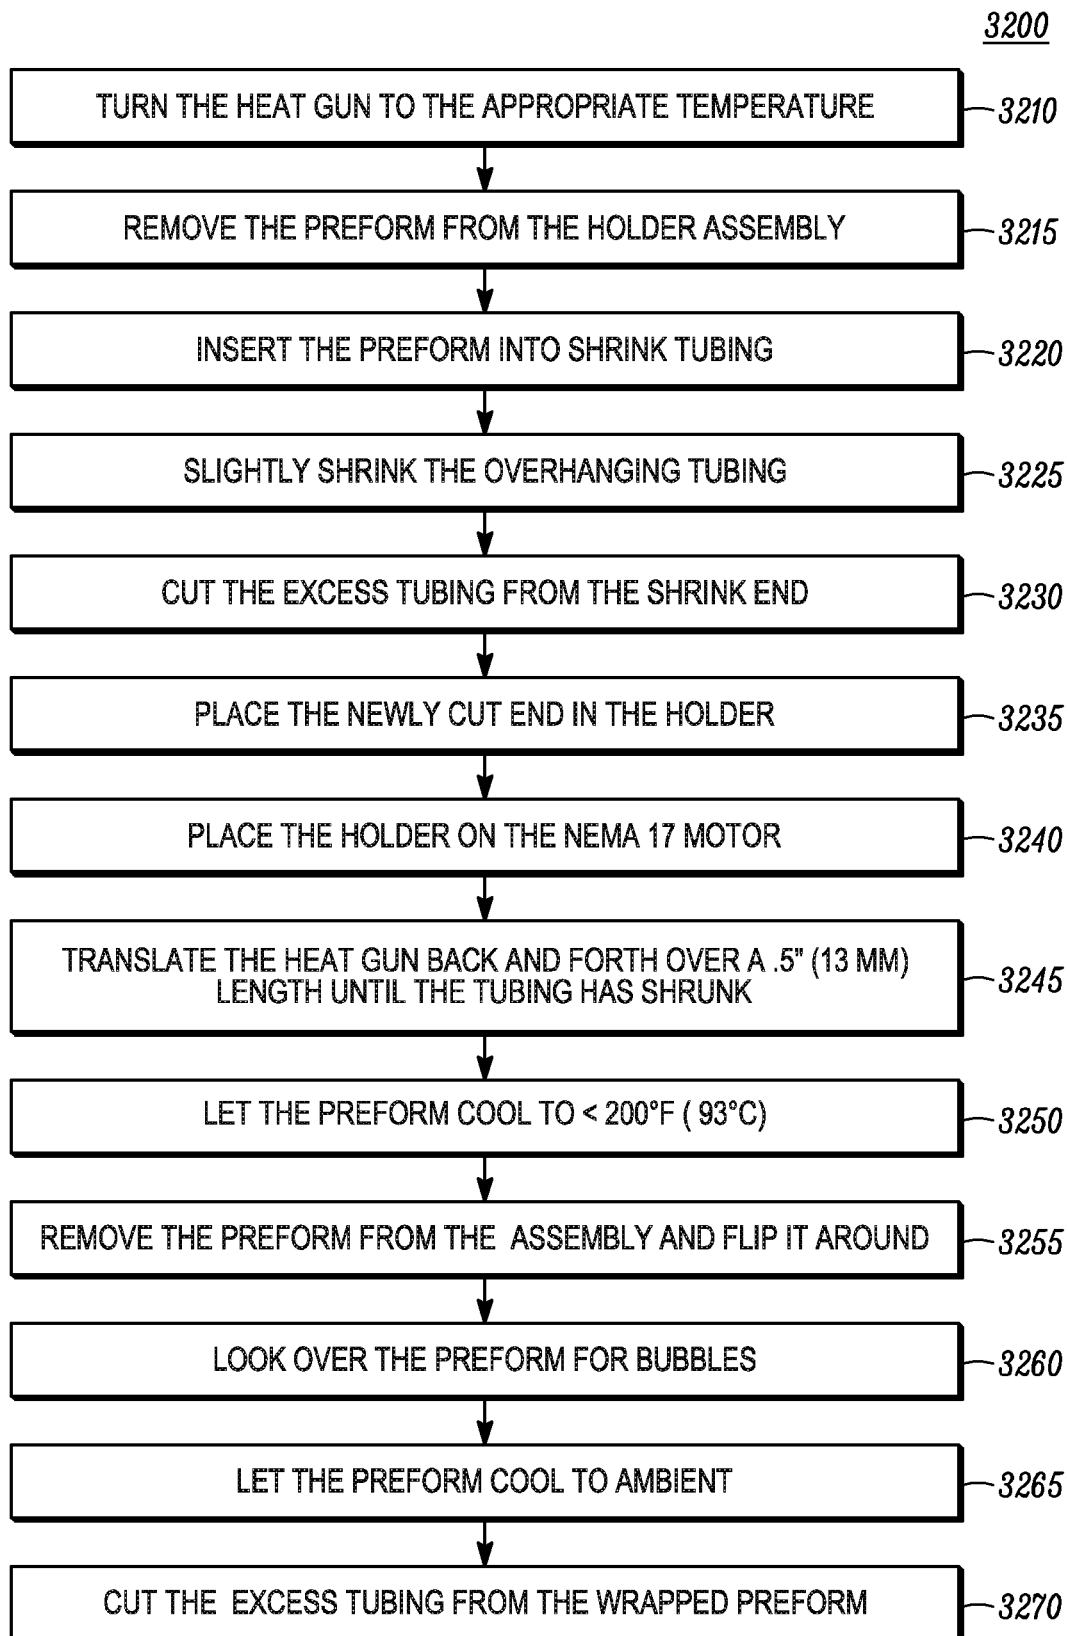 3200
TURN THE HEAT GUN TO THE APPROPRIATE TEMPERATURE
3210
REMOVE THE PREFORM FROM THE HOLDER ASSEMBLY
3215
INSERT THE PREFORM INTO SHRINK TUBING
3220
SLIGHTLY SHRINK THE OVERHANGING TUBING
3225
CUT THE EXCESS TUBING FROM THE SHRINK END
3230
PLACE THE NEWLY CUT END IN THE HOLDER
3235
PLACE THE HOLDER ON THE NEMA 17 MOTOR
3240
TRANSLATE THE HEAT GUN BACK AND FORTH OVER A .5" (13 MM)
LENGTH UNTIL THE TUBING HAS SHRUNK
3245
LET THE PREFORM COOL TO < 200°F ( 93°C)
3250
REMOVE THE PREFORM FROM THE ASSEMBLY AND FLIP IT AROUND
3255
LOOK OVER THE PREFORM FOR BUBBLES
3260
LET THE PREFORM COOL TO AMBIENT
3265
CUT THE EXCESS TUBING FROM THE WRAPPED PREFORM
3270